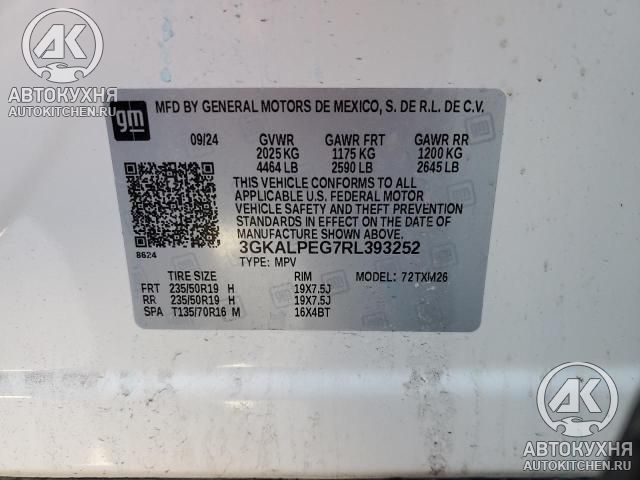 АК
АВТОКУХНЯ
AUTOKITCHEN.RU
gm
MFD BY GENERAL MOTORS DE MEXICO, S. DE R.L. DE C.V.
09/24 GVWR GAWR FRT GAWR RR
2025 KG 1175 KG 1200 KG
4464 LB 2590 LB 2645 LB
THIS VEHICLE CONFORMS TO ALL
APPLICABLE U.S. FEDERAL MOTOR
VEHICLE SAFETY AND THEFT PREVENTION
STANDARDS IN EFFECT ON THE DATE OF
MANUFACTURE SHOWN ABOVE.
8624 3GKALPEG7RL393252
TYPE: MPV
TIRE SIZE RIM MODEL: 72TXM26
FRT 235/50R19 H 19X7.5J
RR 235/50R19 H 19X7.5J
SPA T135/70R16 M 16X4BT
АК
АВТОКУХНЯ
AUTOKITCHEN.RU